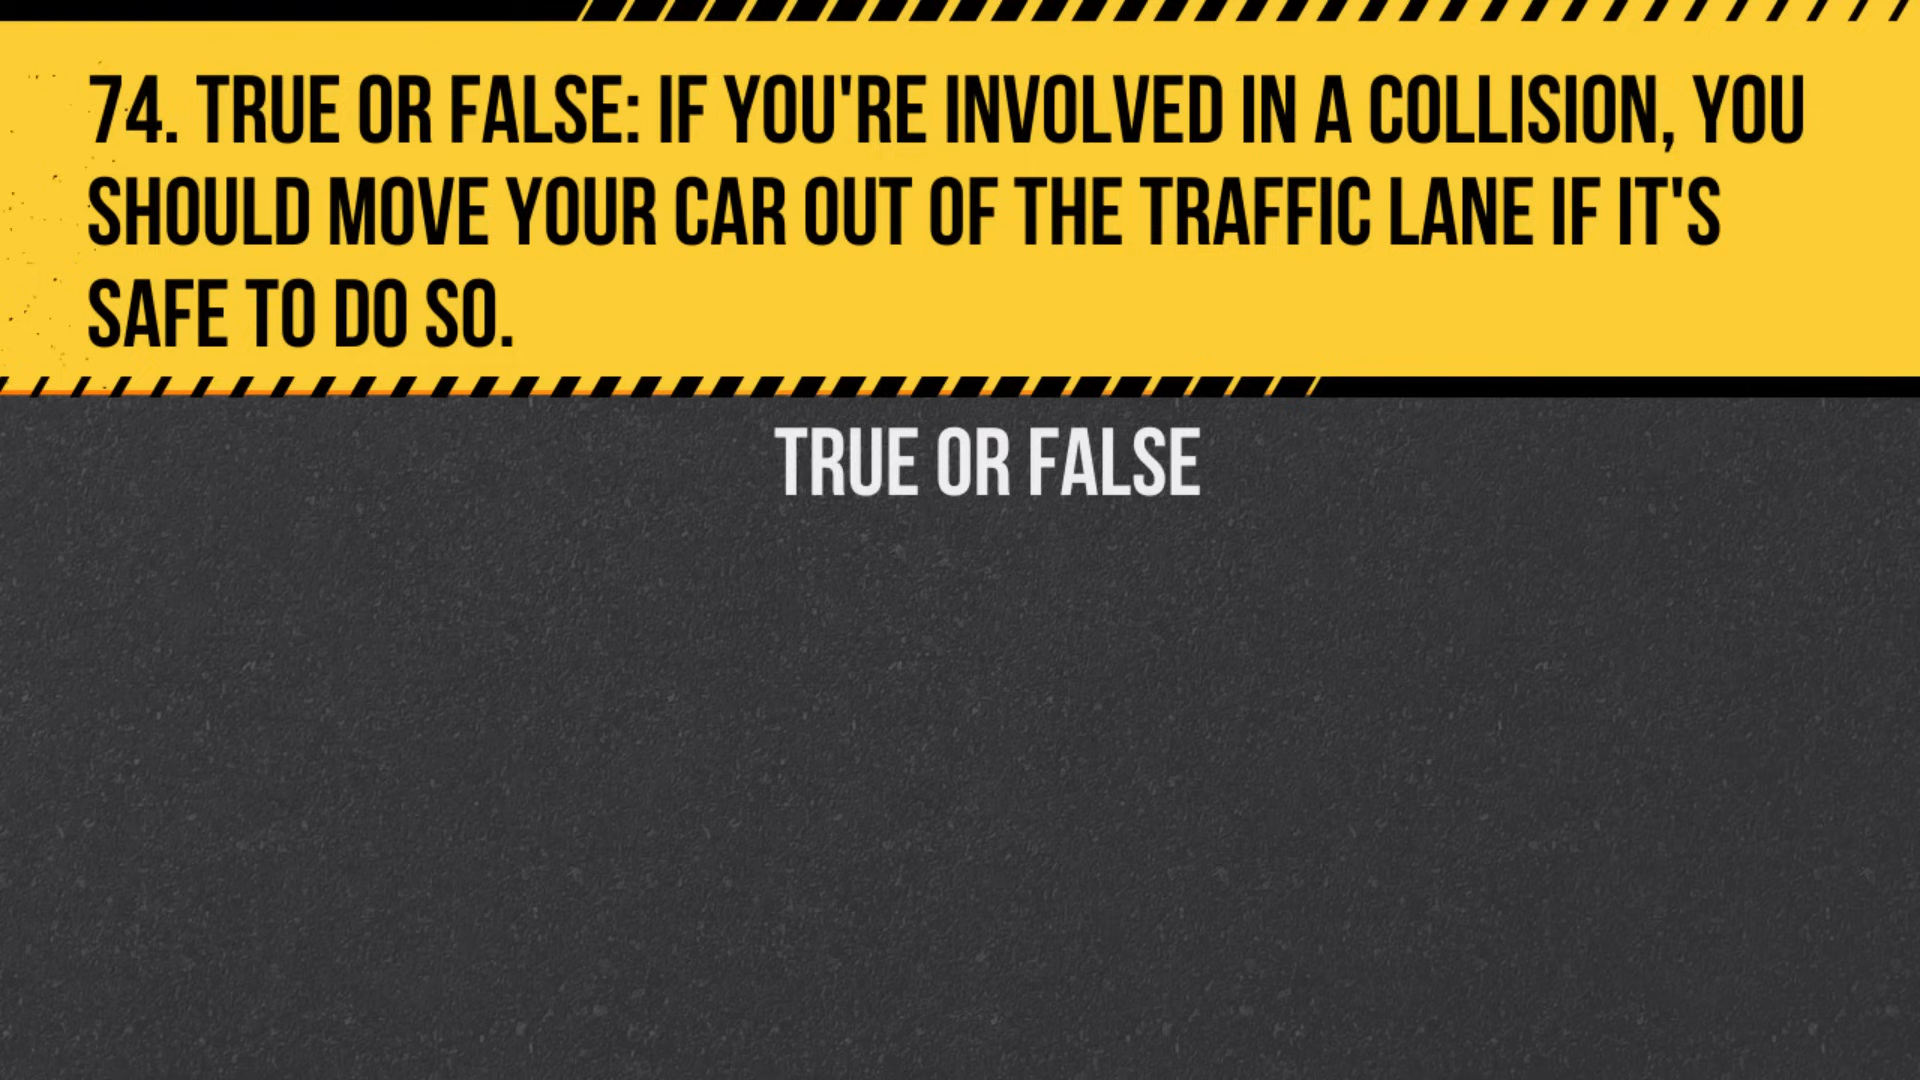 74. TRUE OR FALSE: IF YOU'RE INVOLVED IN A COLLISION, YOU
SHOULD MOVE YOUR CAR OUT OF THE TRAFFIC LANE IF IT'S
SAFE TO DO SO.
TRUE OR FALSE